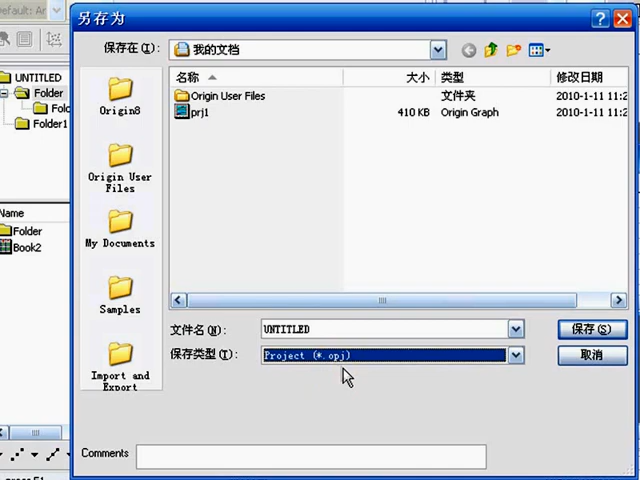 Default: Ar
另存为
保存在(I):
我的文档
UNTITLED
Folder
Fol
Folder1
Name
Folder
Book2
Origin8
Origin User
Files
My Documents
Samples
Import and
Export
名称
大小
类型
修改日期
Origin User Files
文件夹
2010-1-11 11:2
prj1
410 KB
Origin Graph
2010-1-11 11:2
文件名(N):
UNTITLED
保存(S)
保存类型(T):
Project (*.opj)
取消
Comments